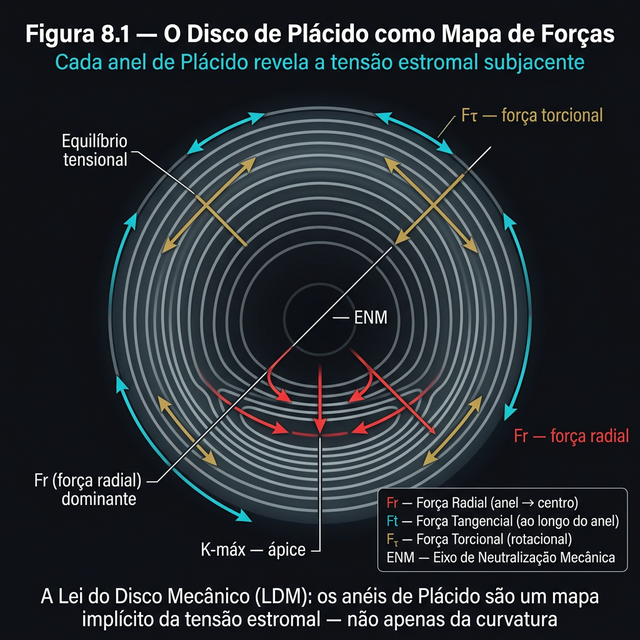 Figura 8.1 — O Disco de Plácido como Mapa de Forças
Cada anel de Plácido revela a tensão estromal subjacente
Fτ — força torcional
Equilíbrio
tensional
ENM
Fr — força radial
Fr (força radial)
dominante
K-máx — ápice
Fr — Força Radial (anel → centro)
Ft — Força Tangencial (ao longo do anel)
Fτ — Força Torcional (rotacional)
ENM — Eixo de Neutralização Mecânica
A Lei do Disco Mecânico (LDM): os anéis de Plácido são um mapa
implícito da tensão estromal — não apenas da curvatura